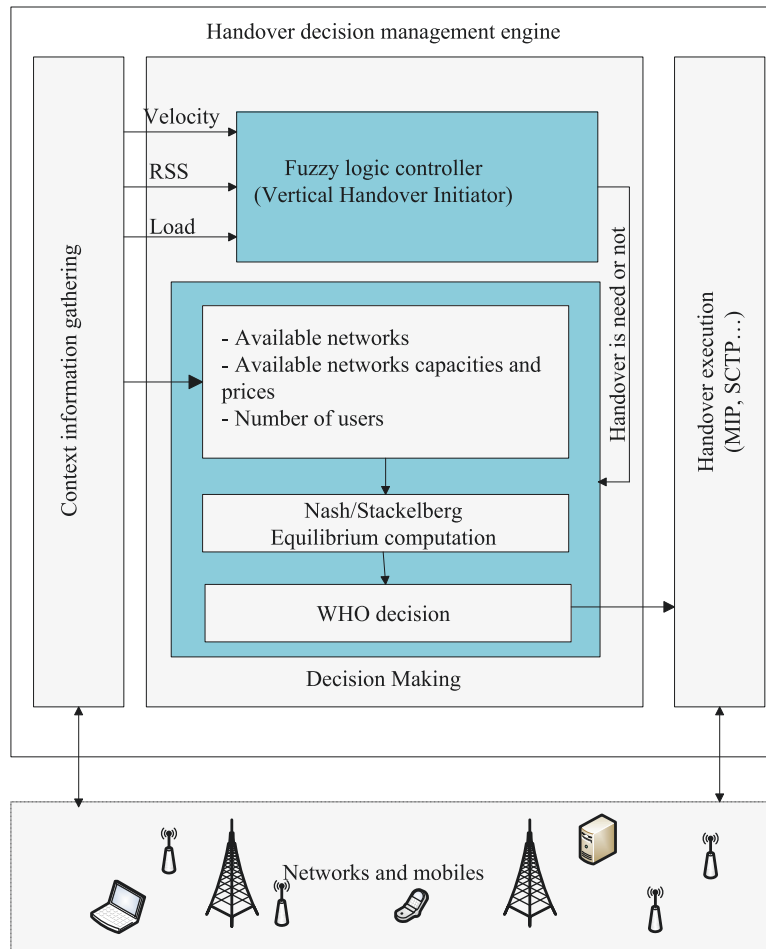 Handover decision management engine
Context information gathering
Velocity
RSS
Load
Fuzzy logic controller
(Vertical Handover Initiator)
Handover is need or not
- Available networks
- Available networks capacities and
prices
- Number of users
Nash/Stackelberg
Equilibrium computation
WHO decision
Decision Making
Handover execution
(MIP, SCTP…)
Networks and mobiles